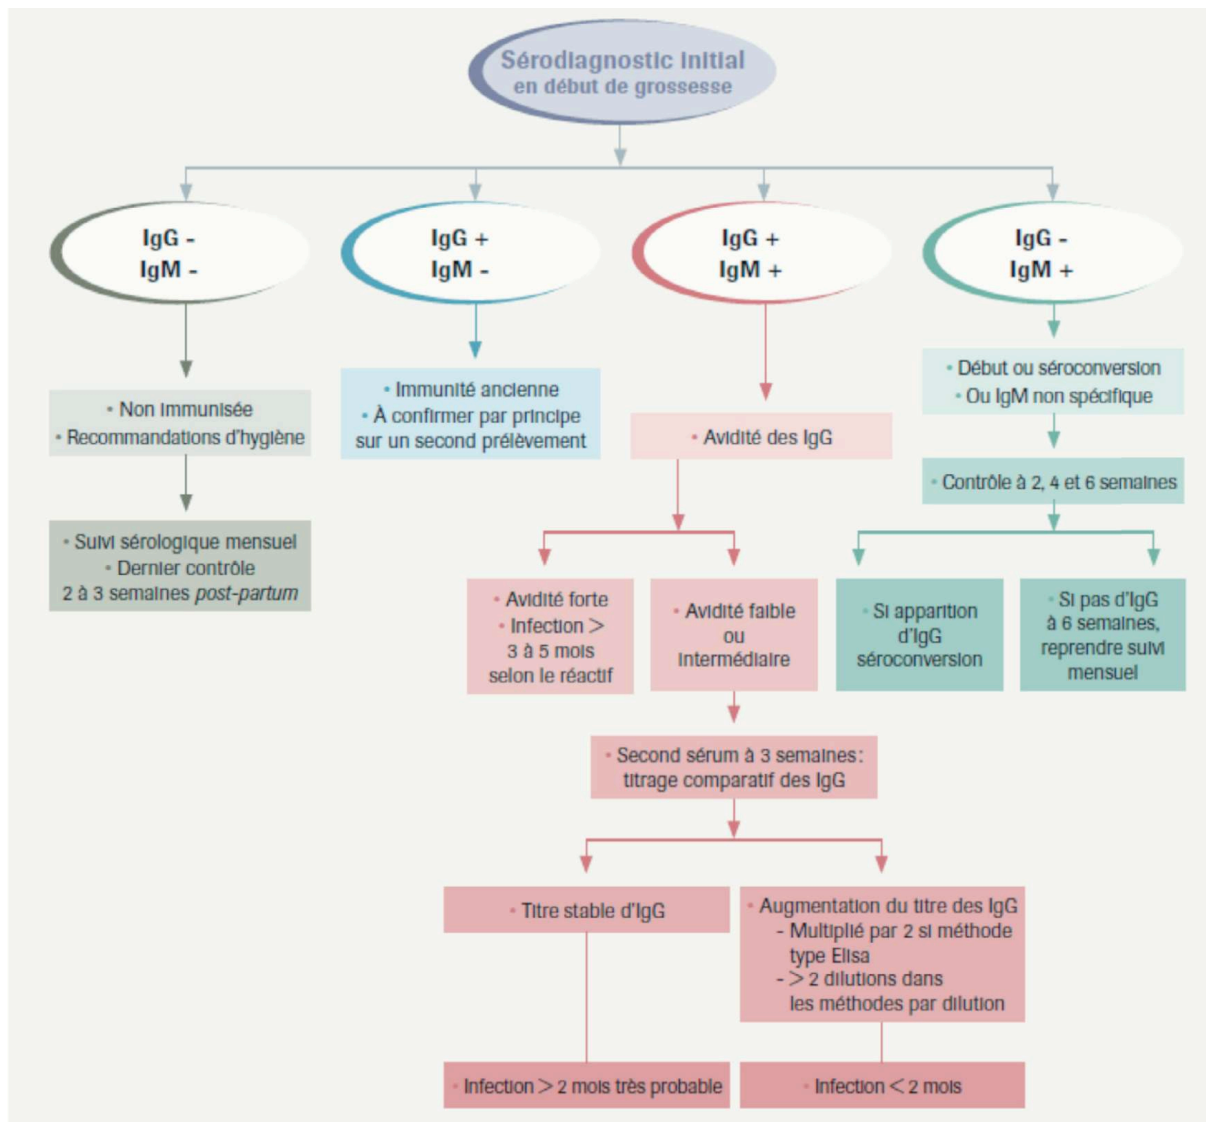 Sérodiagnostic initial
en début de grossesse
IgG -
IgM -
IgG +
IgM -
IgG +
IgM +
IgG -
IgM +
• Non immunisée
• Recommandations d'hygiène
• Suivi sérologique mensuel
• Dernier contrôle
2 à 3 semaines post-partum
• Immunité ancienne
• À confirmer par principe
sur un second prélèvement
• Avidité des IgG
• Avidité forte
• Infection >
3 à 5 mois
selon le réactif
• Avidité faible
ou
intermédiaire
• Second sérum à 3 semaines :
titrage comparatif des IgG
• Titre stable d'IgG
• Infection > 2 mois très probable
• Augmentation du titre des IgG
- Multiplié par 2 si méthode
type Elisa
- > 2 dilutions dans
les méthodes par dilution
• Infection < 2 mois
• Début ou séroconversion
• Ou IgM non spécifique
• Contrôle à 2, 4 et 6 semaines
• Si apparition
d'IgG
séroconversion
• Si pas d'IgG
à 6 semaines,
reprendre suivi
mensuel